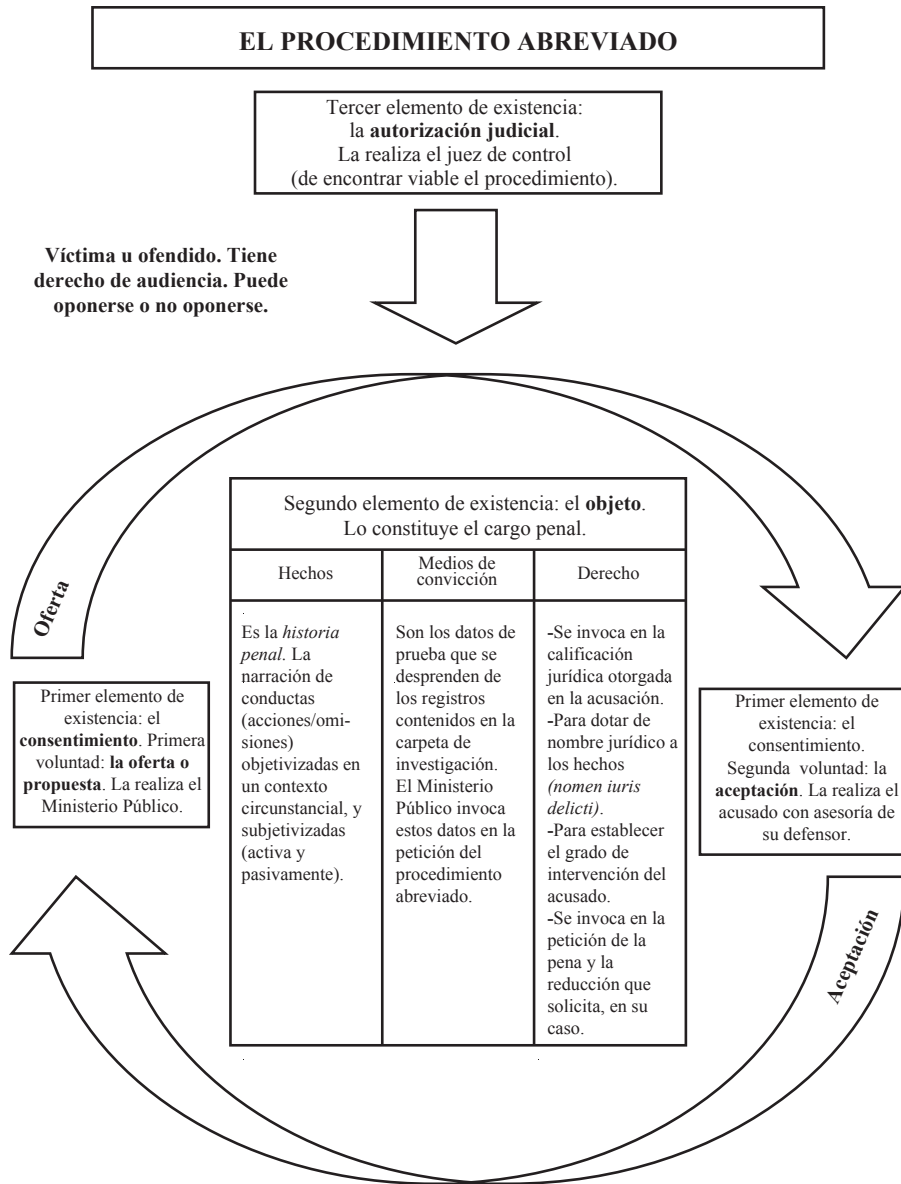 EL PROCEDIMIENTO ABREVIADO
Tercer elemento de existencia:
la autorización judicial.
La realiza el juez de control
(de encontrar viable el procedimiento).
Víctima u ofendido. Tiene
derecho de audiencia. Puede
oponerse o no oponerse.
Oferta
Primer elemento de
existencia: el
consentimiento. Primera
voluntad: la oferta o
propuesta. La realiza el
Ministerio Público.
Segundo elemento de existencia: el objeto.
Lo constituye el cargo penal.
Hechos
Es la historia
penal. La
narración de
conductas
(acciones/omi-
siones)
objetivizadas en
un contexto
circunstancial, y
subjetivizadas
(activa y
pasivamente).
Medios de
convicción
Son los datos de
prueba que se
desprenden de
los registros
contenidos en la
carpeta de
investigación.
El Ministerio
Público invoca
estos datos en la
petición del
procedimiento
abreviado.
Derecho
-Se invoca en la
calificación
jurídica otorgada
en la acusación.
-Para dotar de
nombre jurídico a
los hechos
(nomen iuris
delicti).
-Para establecer
el grado de
intervención del
acusado.
-Se invoca en la
petición de la
pena y la
reducción que
solicita, en su
caso.
Primer elemento de
existencia: el
consentimiento.
Segunda voluntad: la
aceptación. La realiza el
acusado con asesoría de
su defensor.
Aceptación